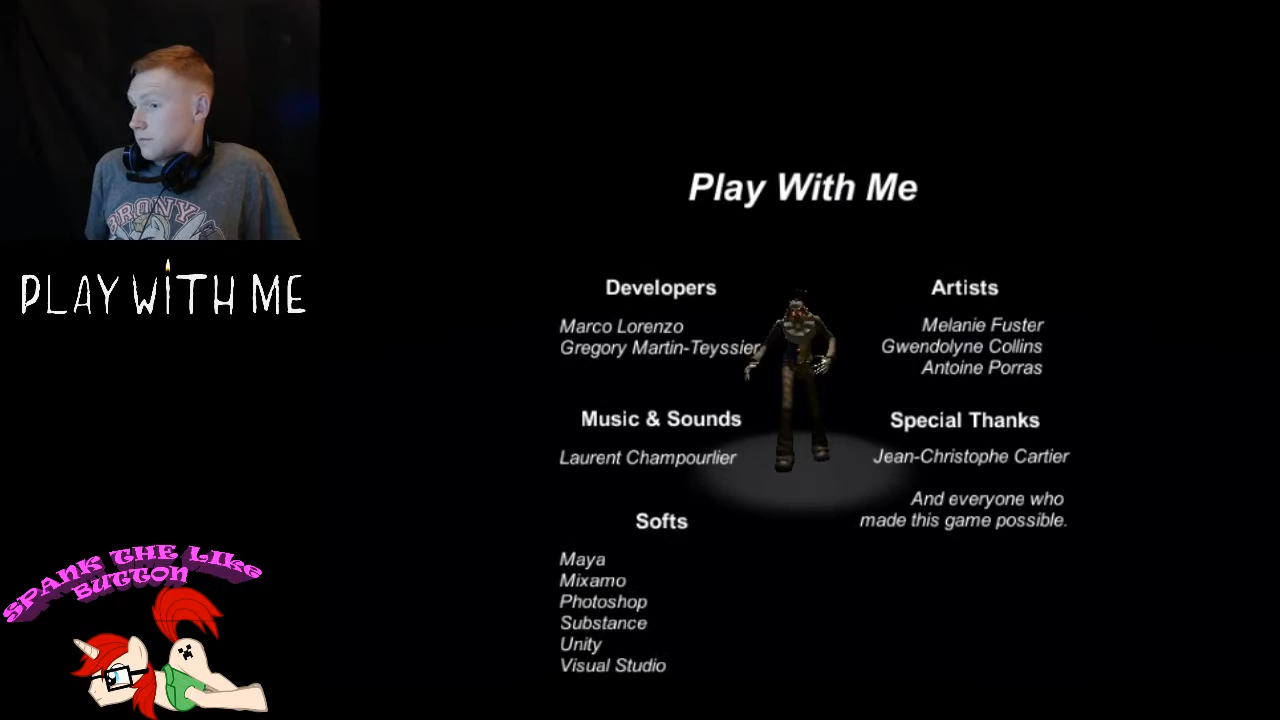 BRONY
PLAY WITH ME
SPANK THE LIKE
BUTTON
Play With Me
Developers
Marco Lorenzo
Gregory Martin-Teyssier
Artists
Melanie Fuster
Gwendolyne Collins
Antoine Porras
Music & Sounds
Laurent Champourlier
Special Thanks
Jean-Christophe Cartier
And everyone who
made this game possible.
Softs
Maya
Mixamo
Photoshop
Substance
Unity
Visual Studio